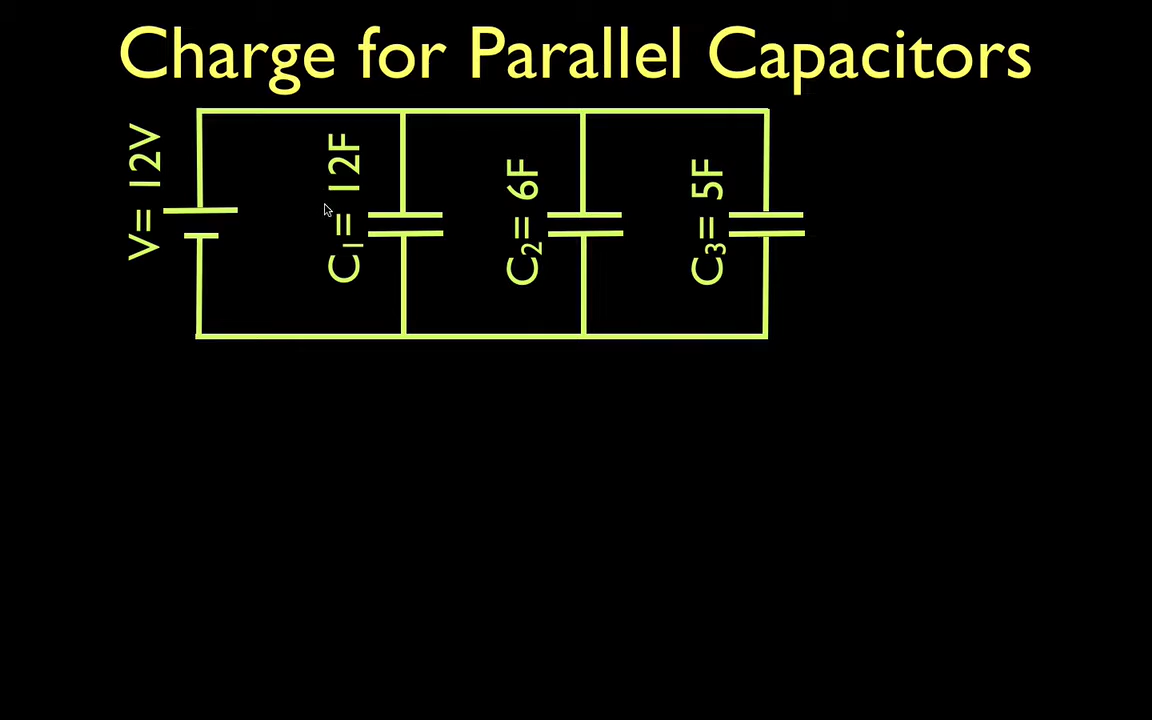 Charge for Parallel Capacitors
V= 12V
C₁= 12F
C₂= 6F
C₃= 5F